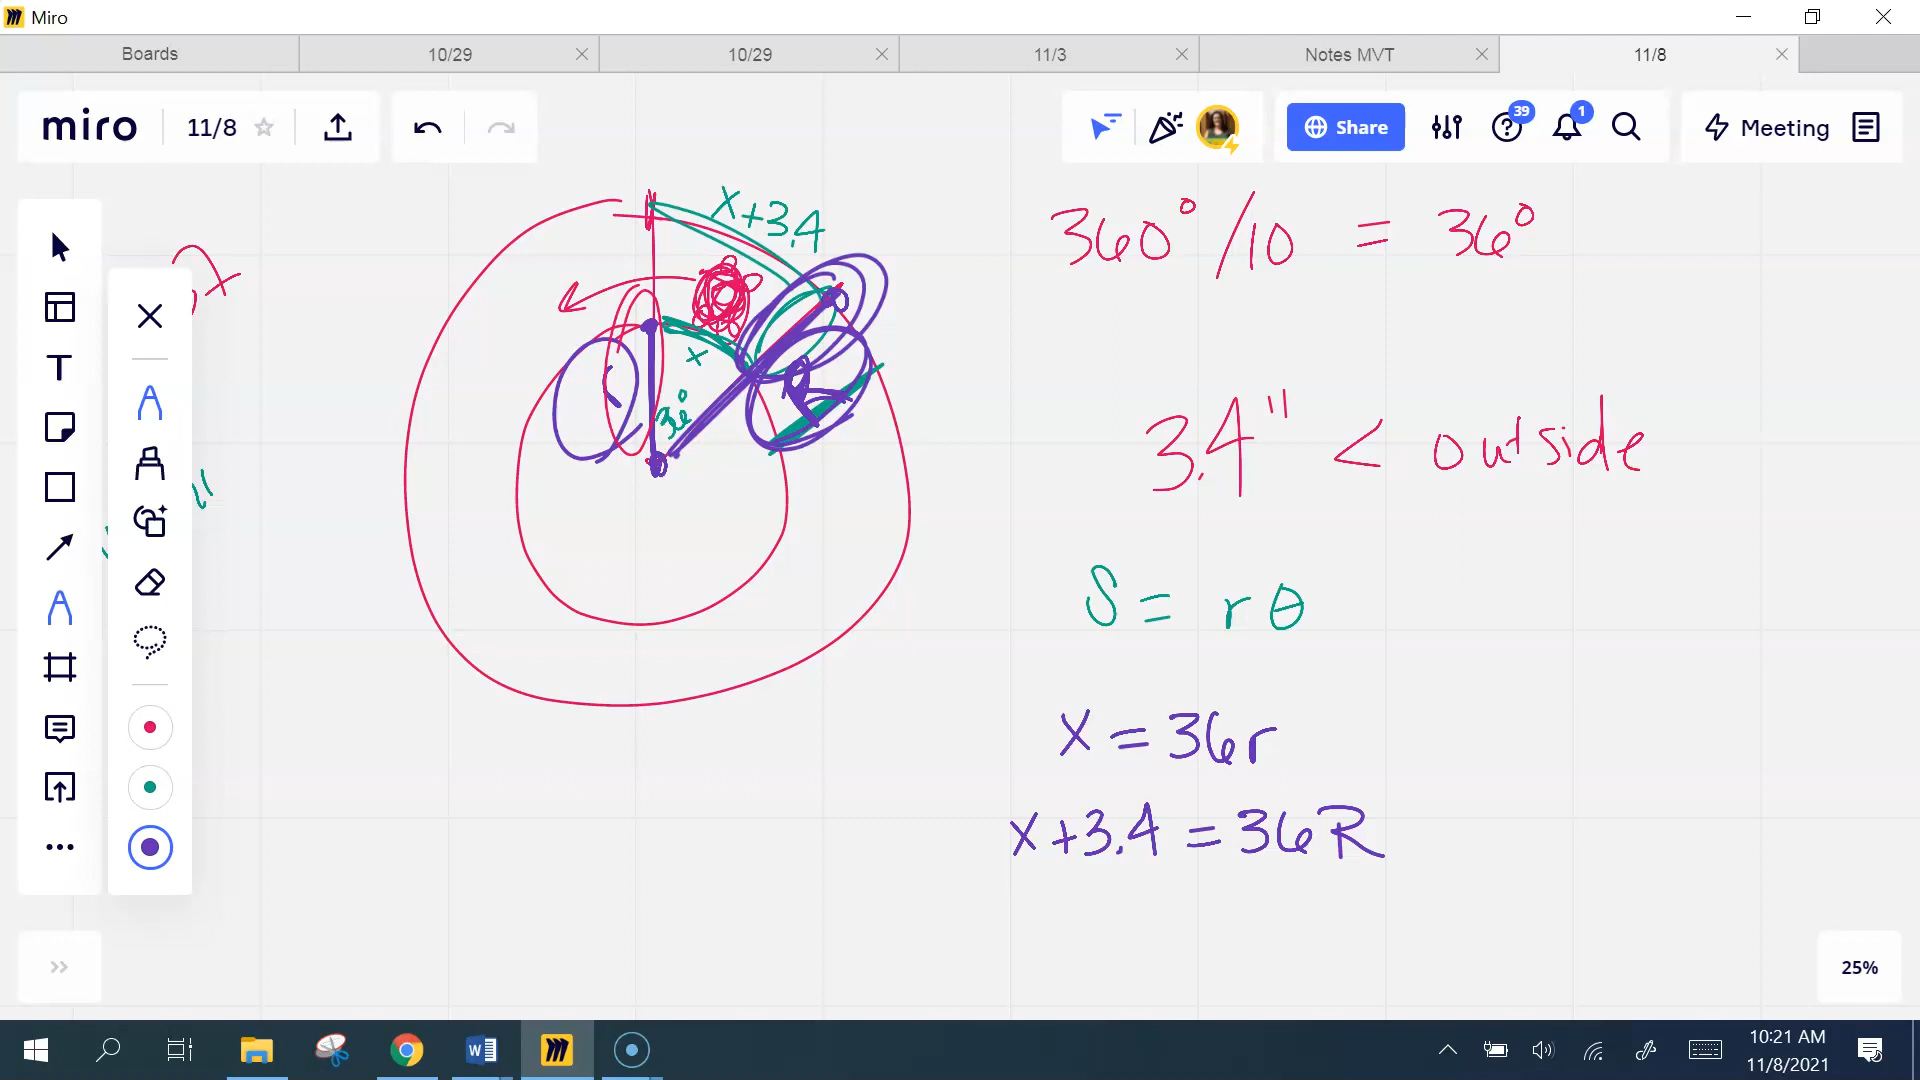 Miro
Boards
10/29
10/29
11/3
Notes MVT
11/8
miro
11/8
39
1
Share
Meeting
x
x+3.4
x
36°
r
R
360°/10 = 36°
3.4" < outside
S = rθ
x = 36r
x+3.4 = 36R
T
25%
10:21 AM
11/8/2021